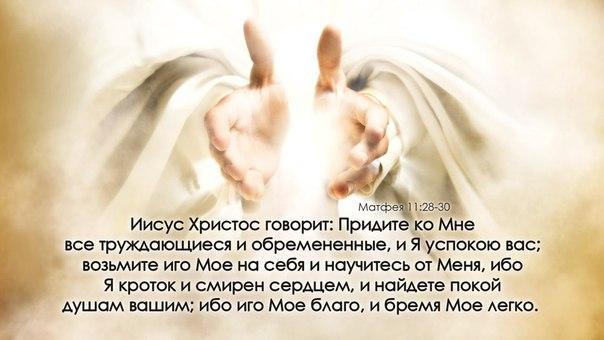 Матфея 11:28-30
Иисус Христос говорит: Придите ко Мне
все труждающиеся и обремененные, и Я успокою вас;
возьмите иго Мое на себя и научитесь от Меня, ибо
Я кроток и смирен сердцем, и найдете покой
душам вашим; ибо иго Мое благо, и бремя Мое легко.